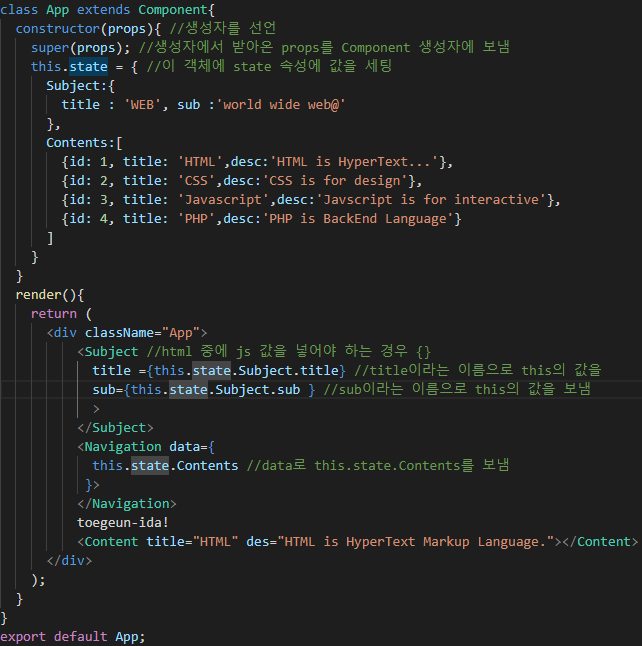 class App extends Component{
constructor(props){ //생성자를 선언
super(props); //생성자에서 받아온 props를 Component 생성자에 보냄
this.state = { //이 객체에 state 속성에 값을 세팅
Subject:{
title : 'WEB', sub :'world wide web@'
},
Contents:[
{id: 1, title: 'HTML',desc:'HTML is HyperText...'},
{id: 2, title: 'CSS',desc:'CSS is for design'},
{id: 3, title: 'Javascript',desc:'Javscript is for interactive'},
{id: 4, title: 'PHP',desc:'PHP is BackEnd Language'}
]
}
}
render(){
return (
<div className="App">
<Subject //html 중에 js 값을 넣어야 하는 경우 {}
title ={this.state.Subject.title} //title이라는 이름으로 this의 값을
sub={this.state.Subject.sub } //sub이라는 이름으로 this의 값을 보냄
>
</Subject>
<Navigation data={
this.state.Contents //data로 this.state.Contents를 보냄
}>
</Navigation>
toegeun-ida!
<Content title="HTML" des="HTML is HyperText Markup Language."></Content>
</div>
);
}
}
export default App;